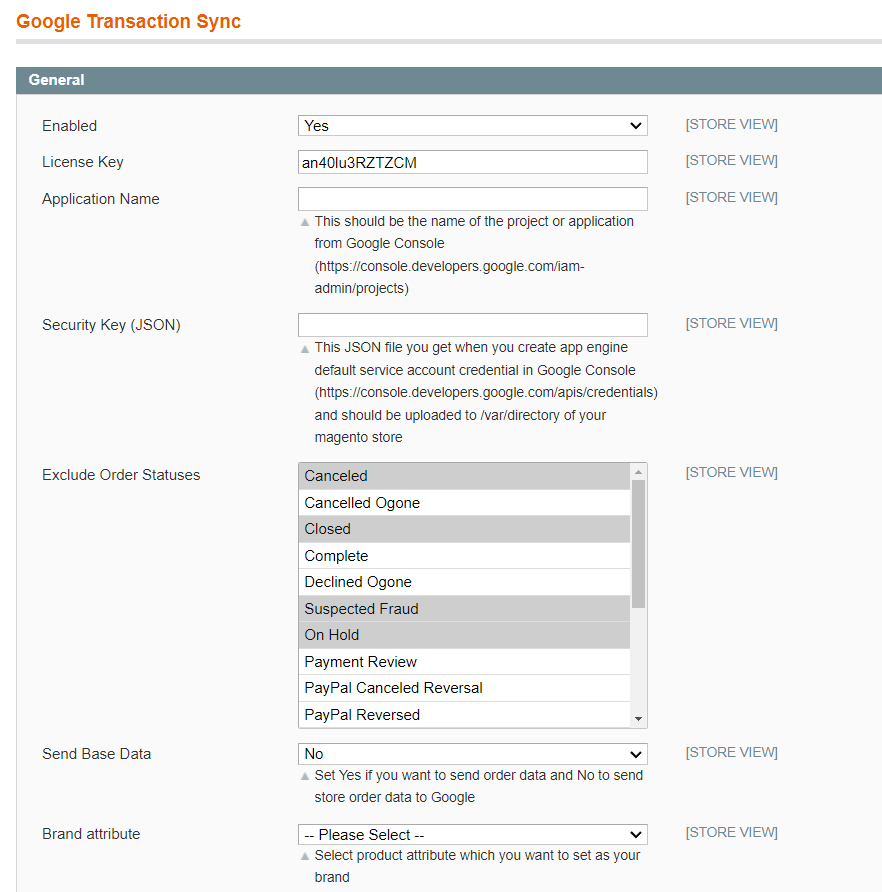 Google Transaction Sync
General
Enabled
Yes
[STORE VIEW]
License Key
an40lu3RZTZCM
[STORE VIEW]
Application Name
[STORE VIEW]
This should be the name of the project or application
from Google Console
(https://console.developers.google.com/iam-
admin/projects)
Security Key (JSON)
[STORE VIEW]
This JSON file you get when you create app engine
default service account credential in Google Console
(https://console.developers.google.com/apis/credentials)
and should be uploaded to /var/directory of your
magento store
Exclude Order Statuses
[STORE VIEW]
Canceled
Cancelled Ogone
Closed
Complete
Declined Ogone
Suspected Fraud
On Hold
Payment Review
PayPal Canceled Reversal
PayPal Reversed
Send Base Data
No
[STORE VIEW]
Set Yes if you want to send order data and No to send
store order data to Google
Brand attribute
-- Please Select --
[STORE VIEW]
Select product attribute which you want to set as your
brand